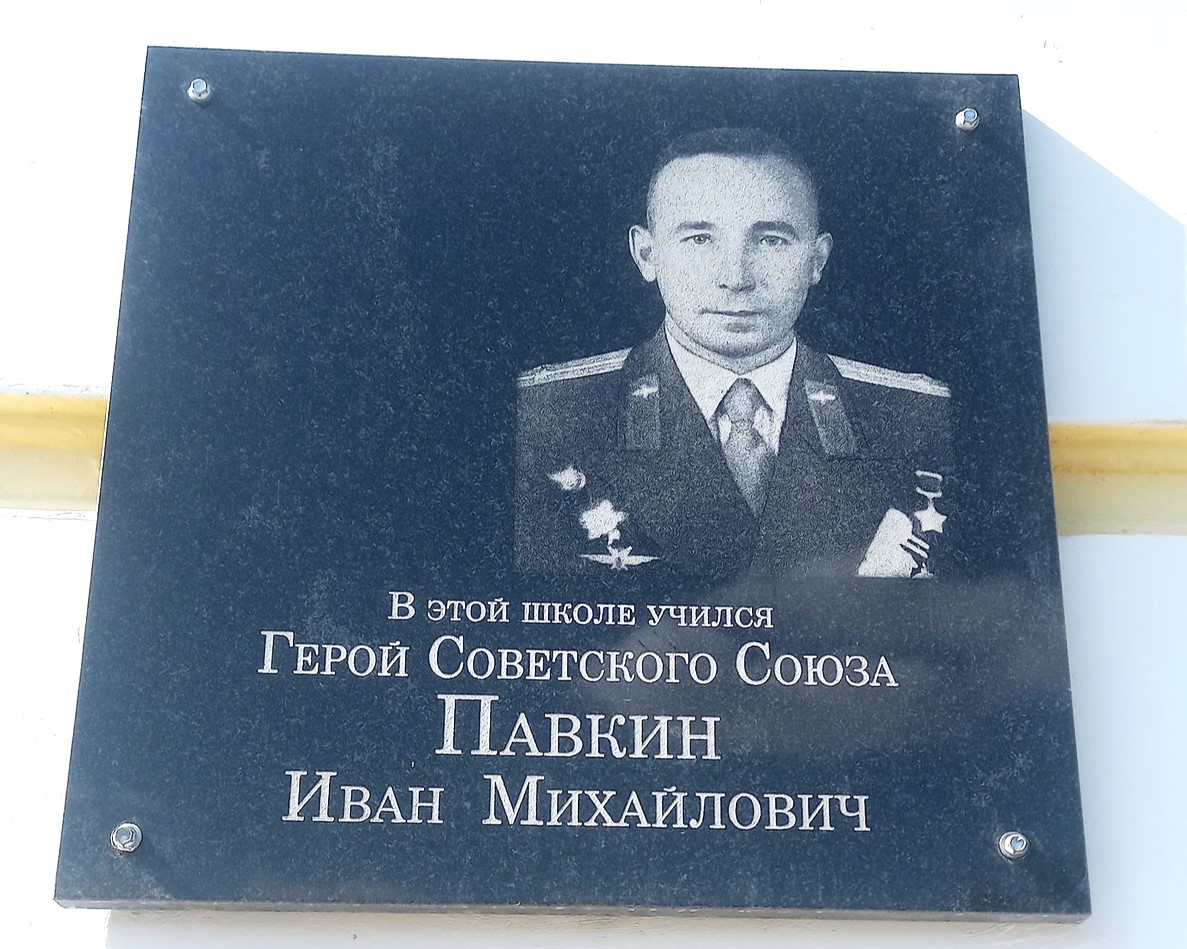 В этой школе учился
Герой Советского Союза
Павкин
Иван Михайлович